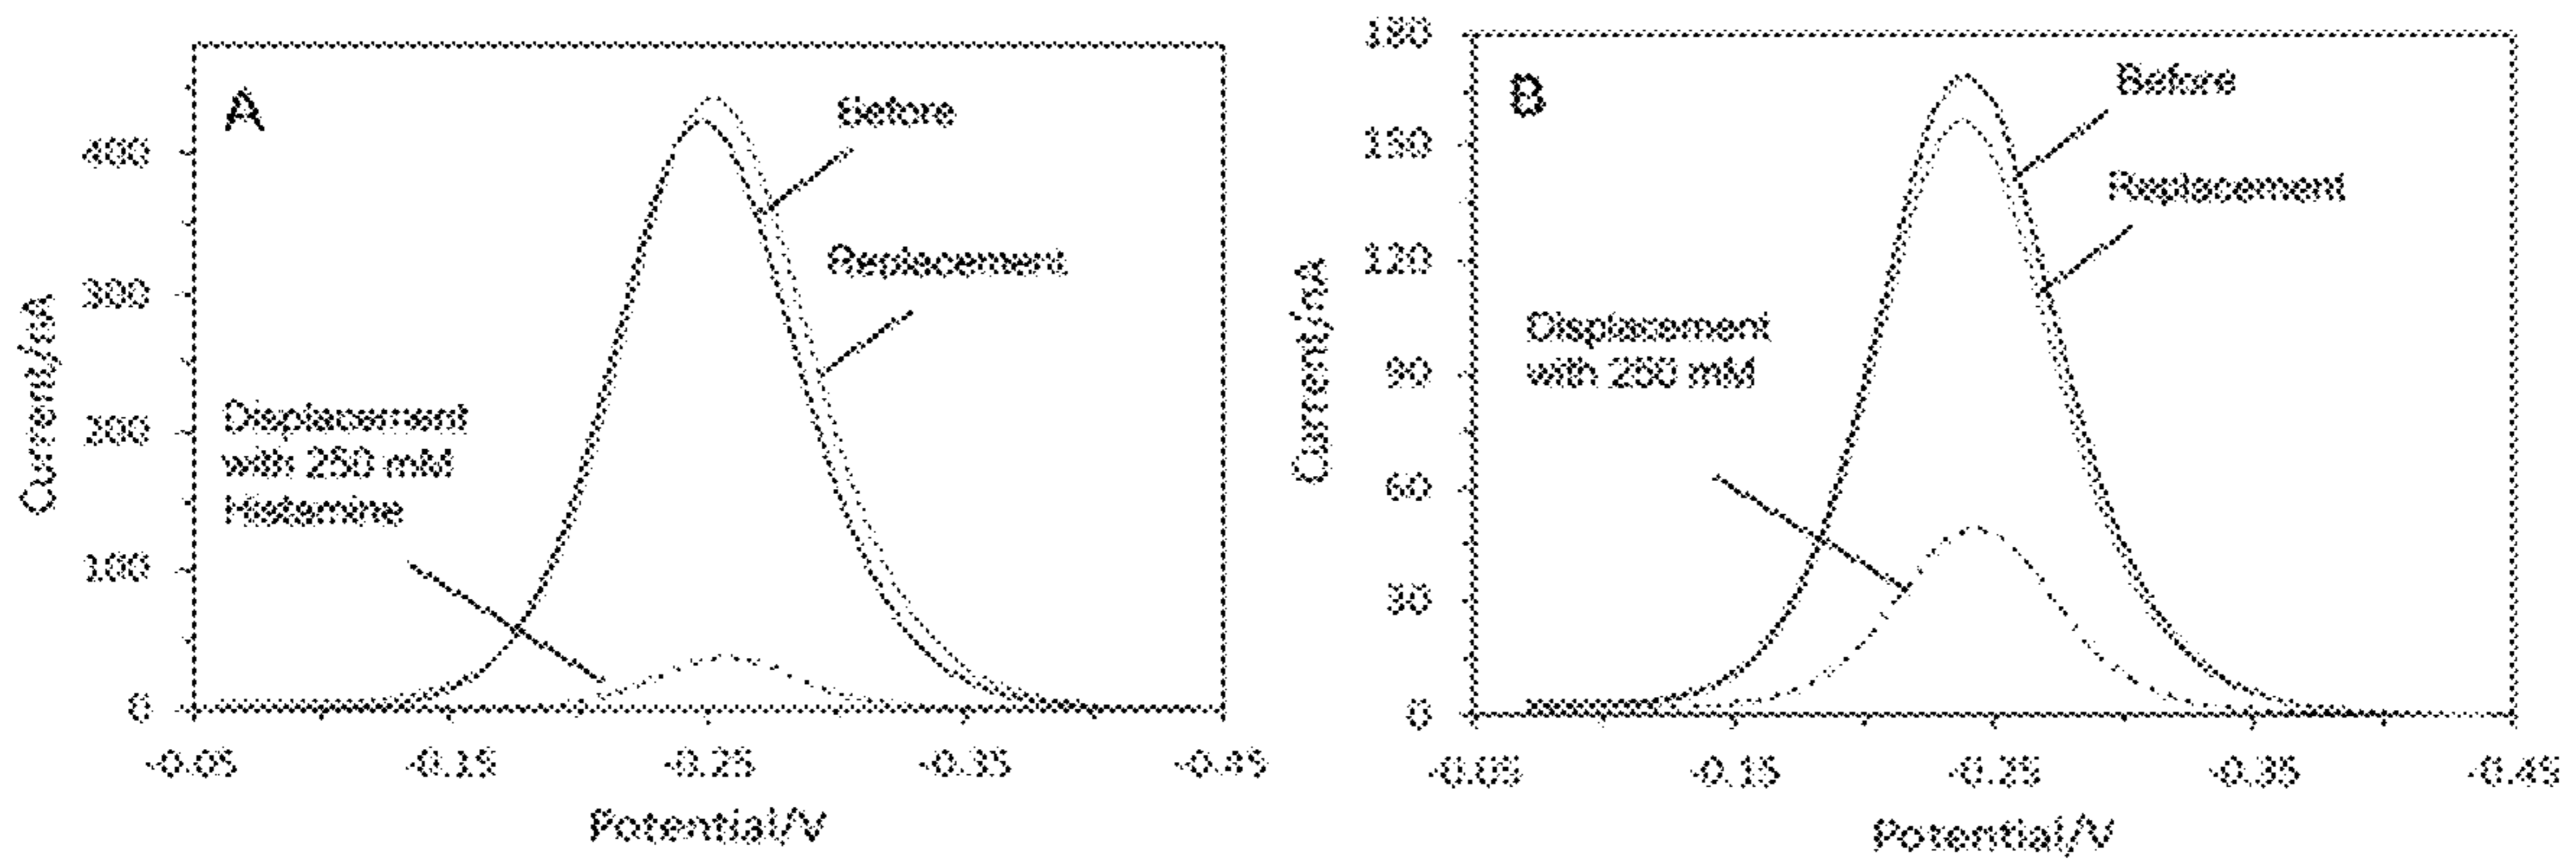 A
Before
Replacement
Displacement
with 250 mM
Histamine
Current/nA
400
300
200
100
0
-0.05
-0.15
-0.25
-0.35
-0.45
Potential/V
B
Before
Replacement
Displacement
with 250 mM
Current/nA
180
150
120
90
60
30
0
-0.05
-0.15
-0.25
-0.35
-0.45
Potential/V